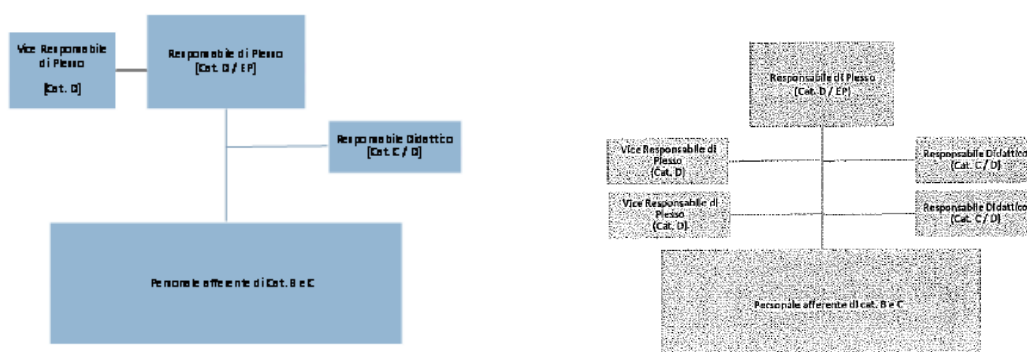 Vice Responsabile
di Plesso
[Cat. D]
Responsabile di Plesso
[Cat. D / EP]
Responsabile Didattico
[Cat. C / D]
Personale afferente di Cat. B e C
Responsabile di Plesso
(Cat. D / EP)
Vice Responsabile di
Plesso
(Cat. D)
Responsabile Didattico
(Cat. C / D)
Vice Responsabile di
Plesso
(Cat. D)
Responsabile Didattico
(Cat. C / D)
Personale afferente di cat. B e C